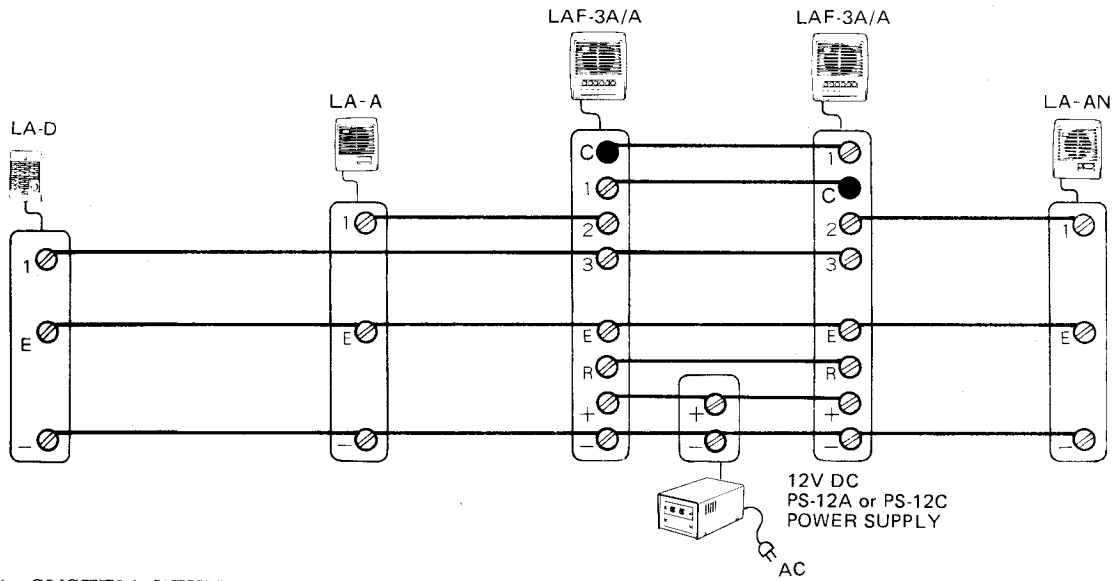 LAF-3A/A
LAF-3A/A
LA-D
LA-A
LA-AN
C
1
1
C
1
2
2
1
1
3
3
E
E
E
E
E
R
R
+
+
+
–
–
–
–
–
–
12V DC
PS-12A or PS-12C
POWER SUPPLY
AC